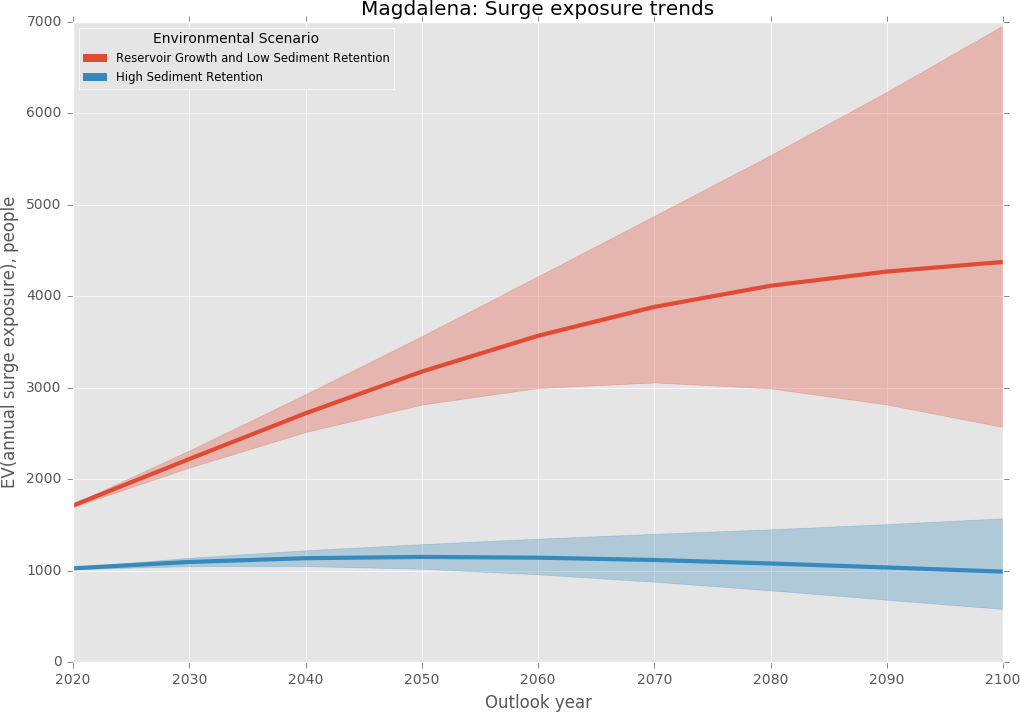 Magdalena: Surge exposure trends
Environmental Scenario
Reservoir Growth and Low Sediment Retention
High Sediment Retention
EV(annual surge exposure), people
7000
6000
5000
4000
3000
2000
1000
0
2020 2030 2040 2050 2060 2070 2080 2090 2100
Outlook year